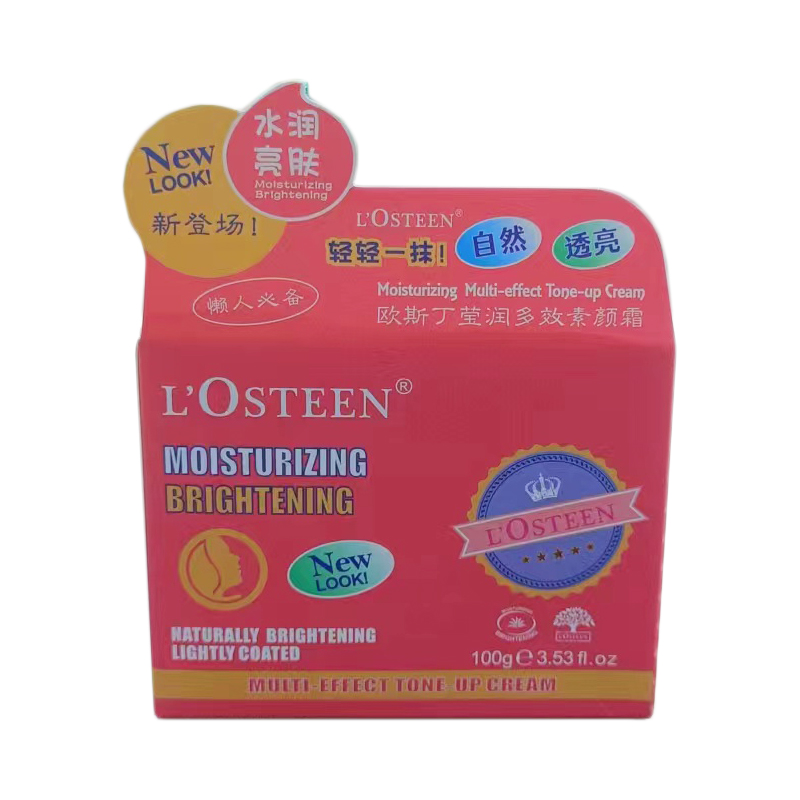 New
LOOK!
新登场!
水润
亮肤
Moisturizing
Brightening
L'OSTEEN®
轻轻一抹!
自然
透亮
懒人必备
Moisturizing Multi-effect Tone-up Cream
欧斯丁莹润多效素颜霜
L'OSTEEN®
MOISTURIZING
BRIGHTENING
New
LOOK!
L'OSTEEN
NATURALLY BRIGHTENING
LIGHTLY COATED
BRIGHTENING
L'OSTEEN
100g℮3.53fl.oz
MULTI-EFFECT TONE UP CREAM